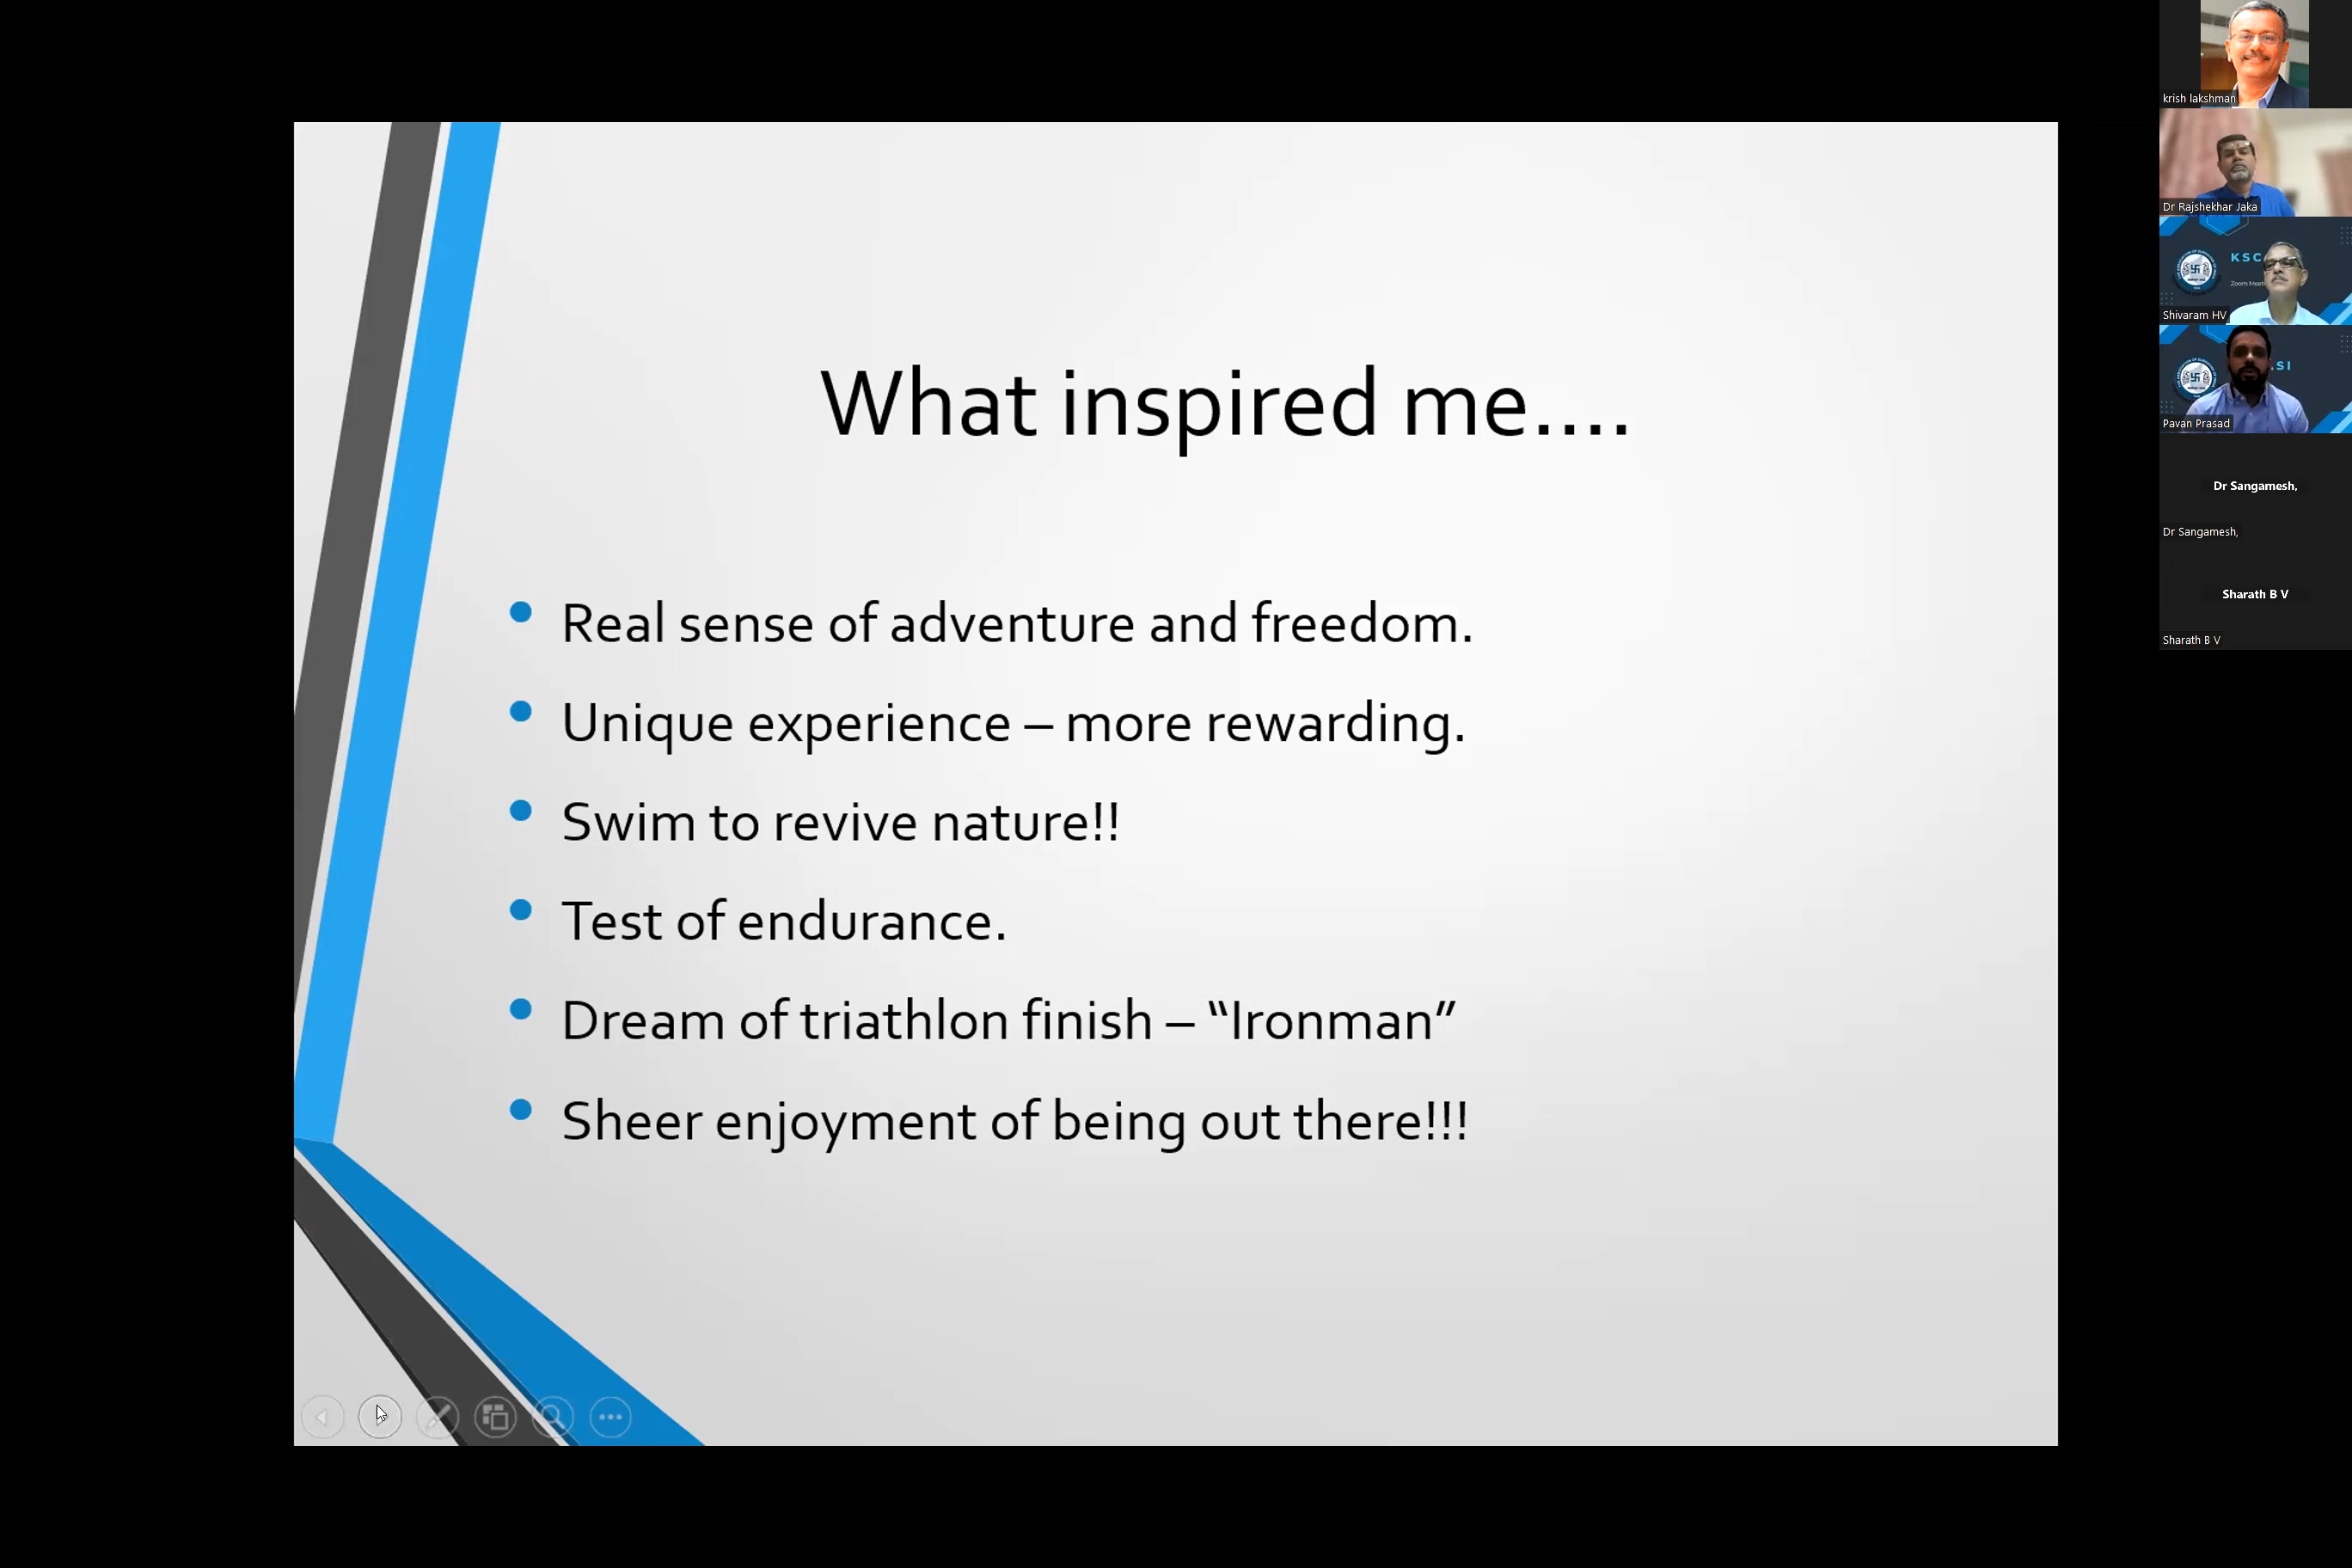 What inspired me....
Real sense of adventure and freedom.
Unique experience – more rewarding.
Swim to revive nature!!
Test of endurance.
Dream of triathlon finish – “Ironman”
Sheer enjoyment of being out there!!!
krish lakshman
Dr Rajshekhar Jaka
KSC
Shivaram HV
.SI
Pavan Prasad
Dr Sangamesh,
Dr Sangamesh,
Sharath B V
Sharath B V